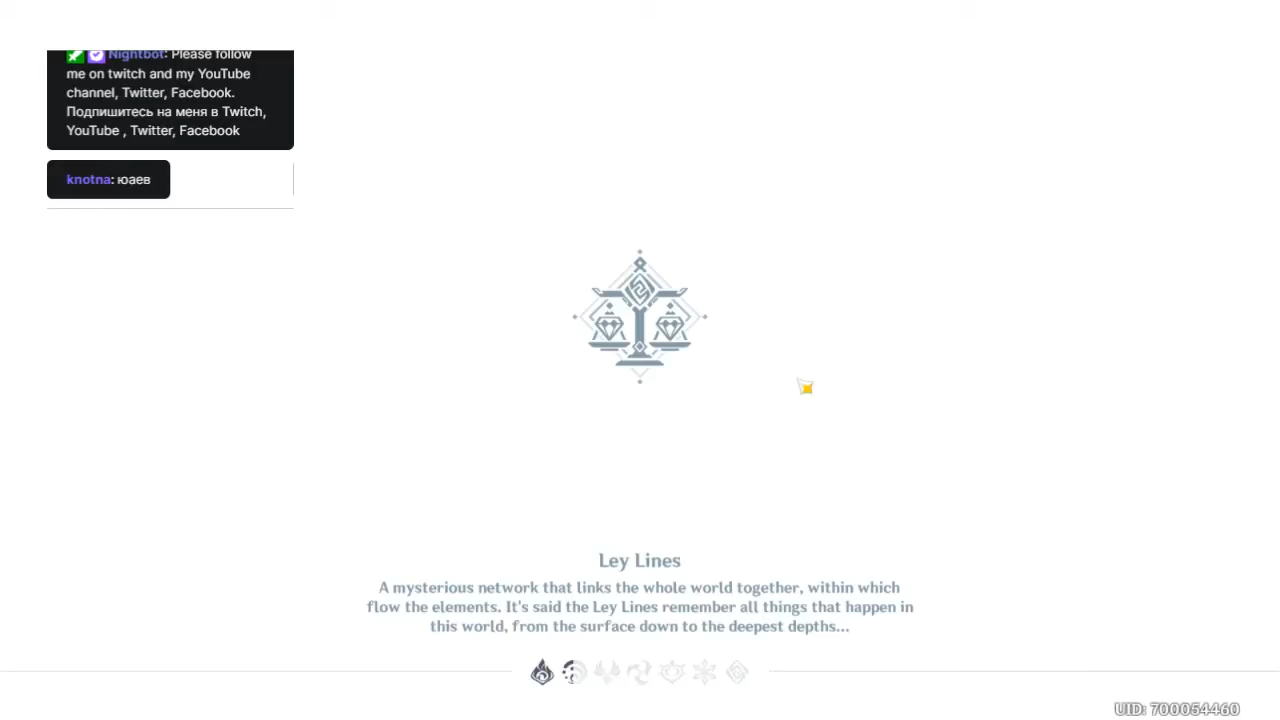 Nightbot: Please follow
me on twitch and my YouTube
channel, Twitter, Facebook.
Подпишитесь на меня в Twitch,
YouTube , Twitter, Facebook
knotna: юаев
Ley Lines
A mysterious network that links the whole world together, within which
flow the elements. It's said the Ley Lines remember all things that happen in
this world, from the surface down to the deepest depths...
UID: 700054460